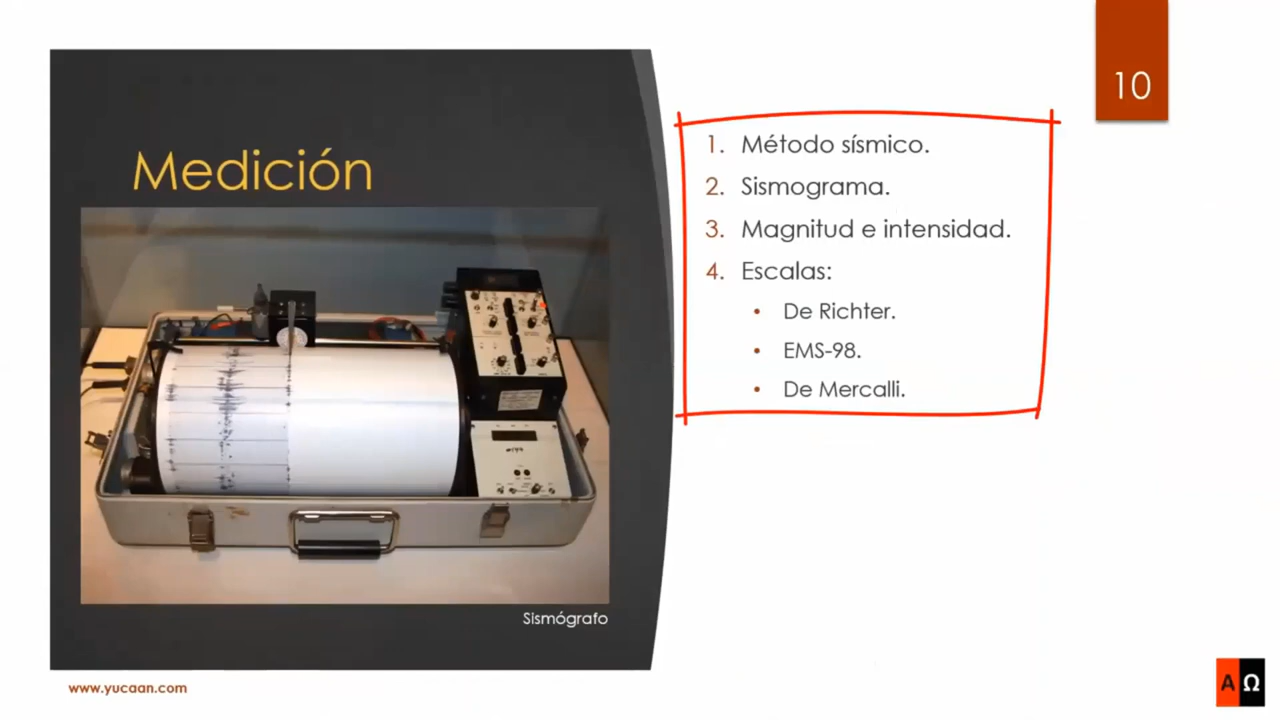 10
Medición
1. Método sísmico.
2. Sismograma.
3. Magnitud e intensidad.
4. Escalas:
• De Richter.
• EMS-98.
• De Mercalli.
Sismógrafo
www.yucaan.com
AΩ